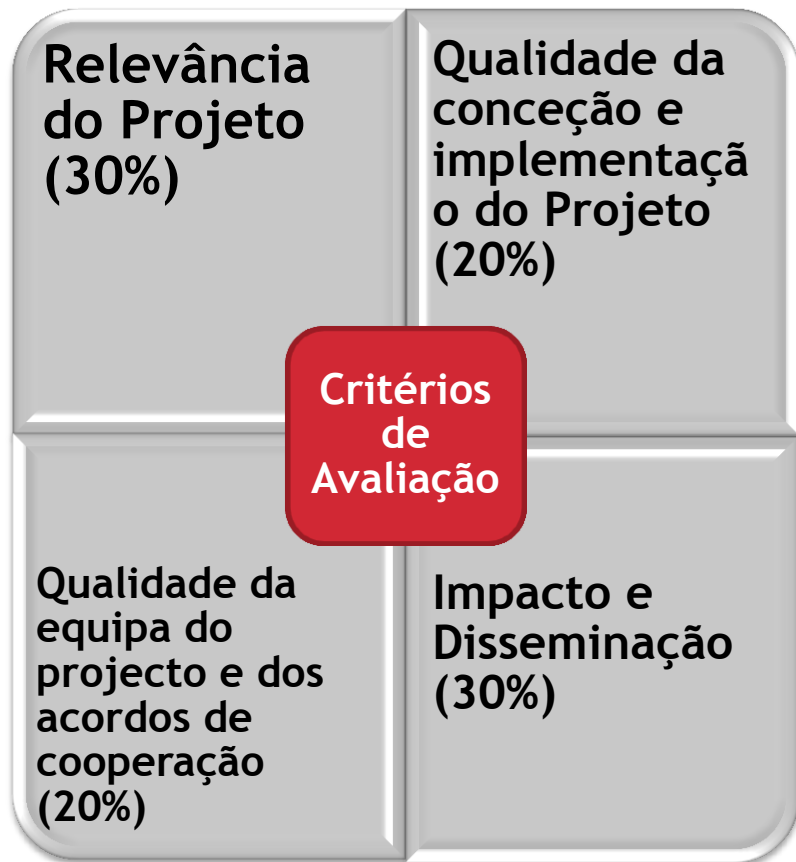 Relevância
do Projeto
(30%)
Qualidade da
conceção e
implementaçã
o do Projeto
(20%)
Critérios
de
Avaliação
Qualidade da
equipa do
projecto e dos
acordos de
cooperação
(20%)
Impacto e
Disseminação
(30%)